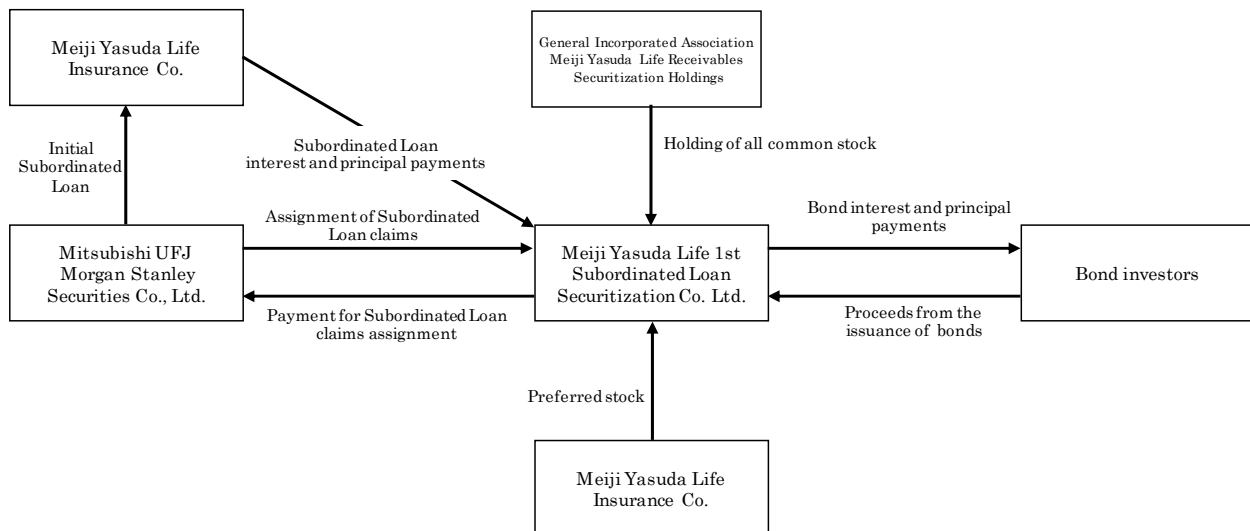 Meiji Yasuda Life
Insurance Co.
General Incorporated Association
Meiji Yasuda Life Receivables
Securitization Holdings
Initial
Subordinated
Loan
Subordinated Loan
interest and principal payments
Holding of all common stock
Assignment of Subordinated
Loan claims
Bond interest and principal
payments
Mitsubishi UFJ
Morgan Stanley
Securities Co., Ltd.
Meiji Yasuda Life 1st
Subordinated Loan
Securitization Co. Ltd.
Bond investors
Payment for Subordinated Loan
claims assignment
Proceeds from the
issuance of bonds
Preferred stock
Meiji Yasuda Life
Insurance Co.